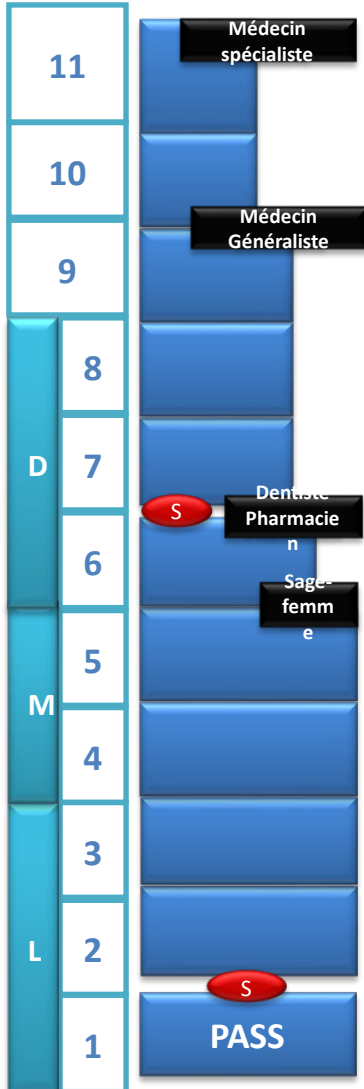 11
Médecin
spécialiste
10
Médecin
Généraliste
9
8
D
7
S
Dentiste
Pharmacie
n
6
Sage-
femm
e
5
M
4
3
L
2
S
1
PASS